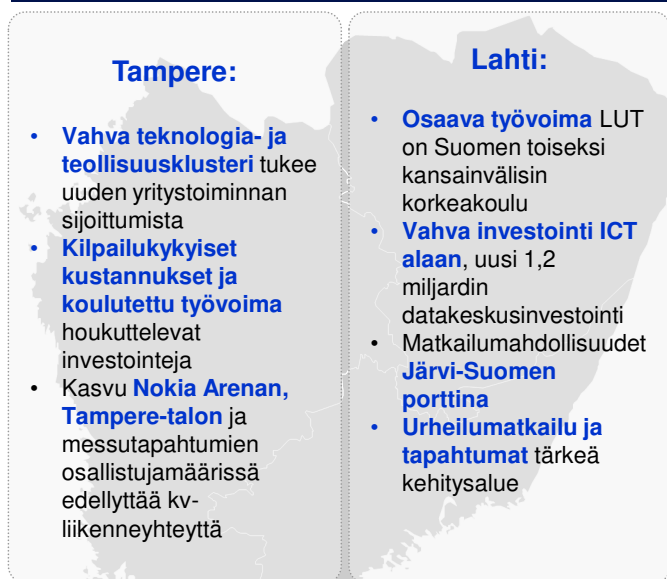 Tampere:
• Vahva teknologia- ja
teollisuusklusteri tukee
uuden yritystoiminnan
sijoittumista
• Kilpailukykyiset
kustannukset ja
koulutettu työvoima
houkuttelevat
investointeja
• Kasvu Nokia Arenan,
Tampere-talon ja
messutapahtumien
osallistujamäärissä
edellyttää kv-
liikenneyhteyttä
Lahti:
• Osaava työvoima LUT
on Suomen toiseksi
kansainvälisin
korkeakoulu
• Vahva investointi ICT
alaan, uusi 1,2
miljardin
datakeskusinvestointi
• Matkailumahdollisuudet
Järvi-Suomen
porttina
• Urheilumatkailu ja
tapahtumat tärkeä
kehitysalue